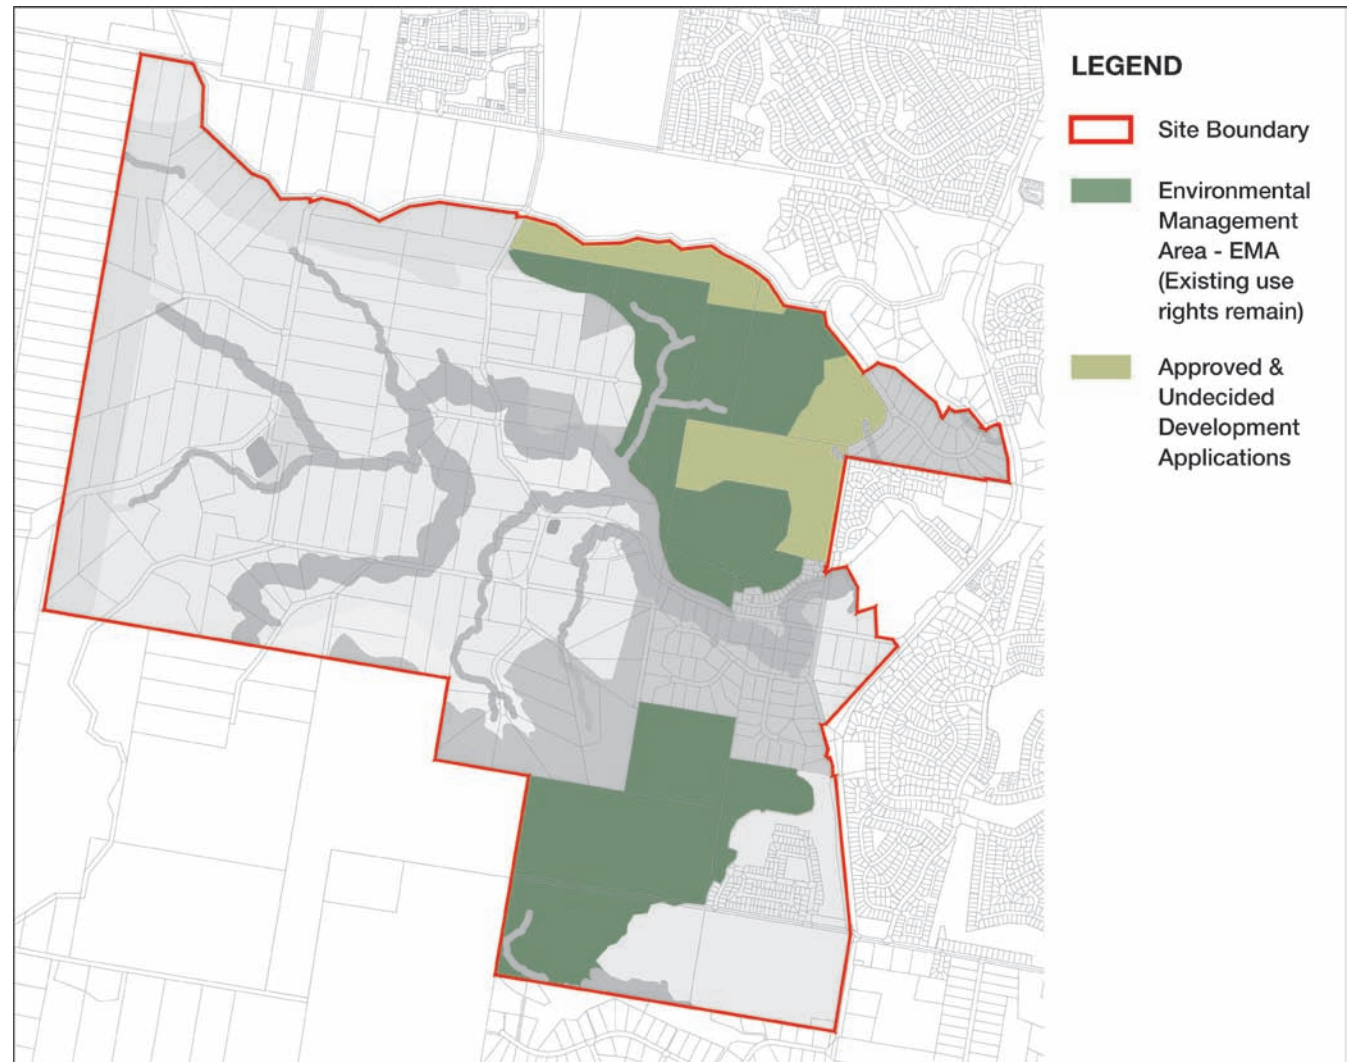 LEGEND
Site Boundary
Environmental
Management
Area - EMA
(Existing use
rights remain)
Approved &
Undecided
Development
Applications